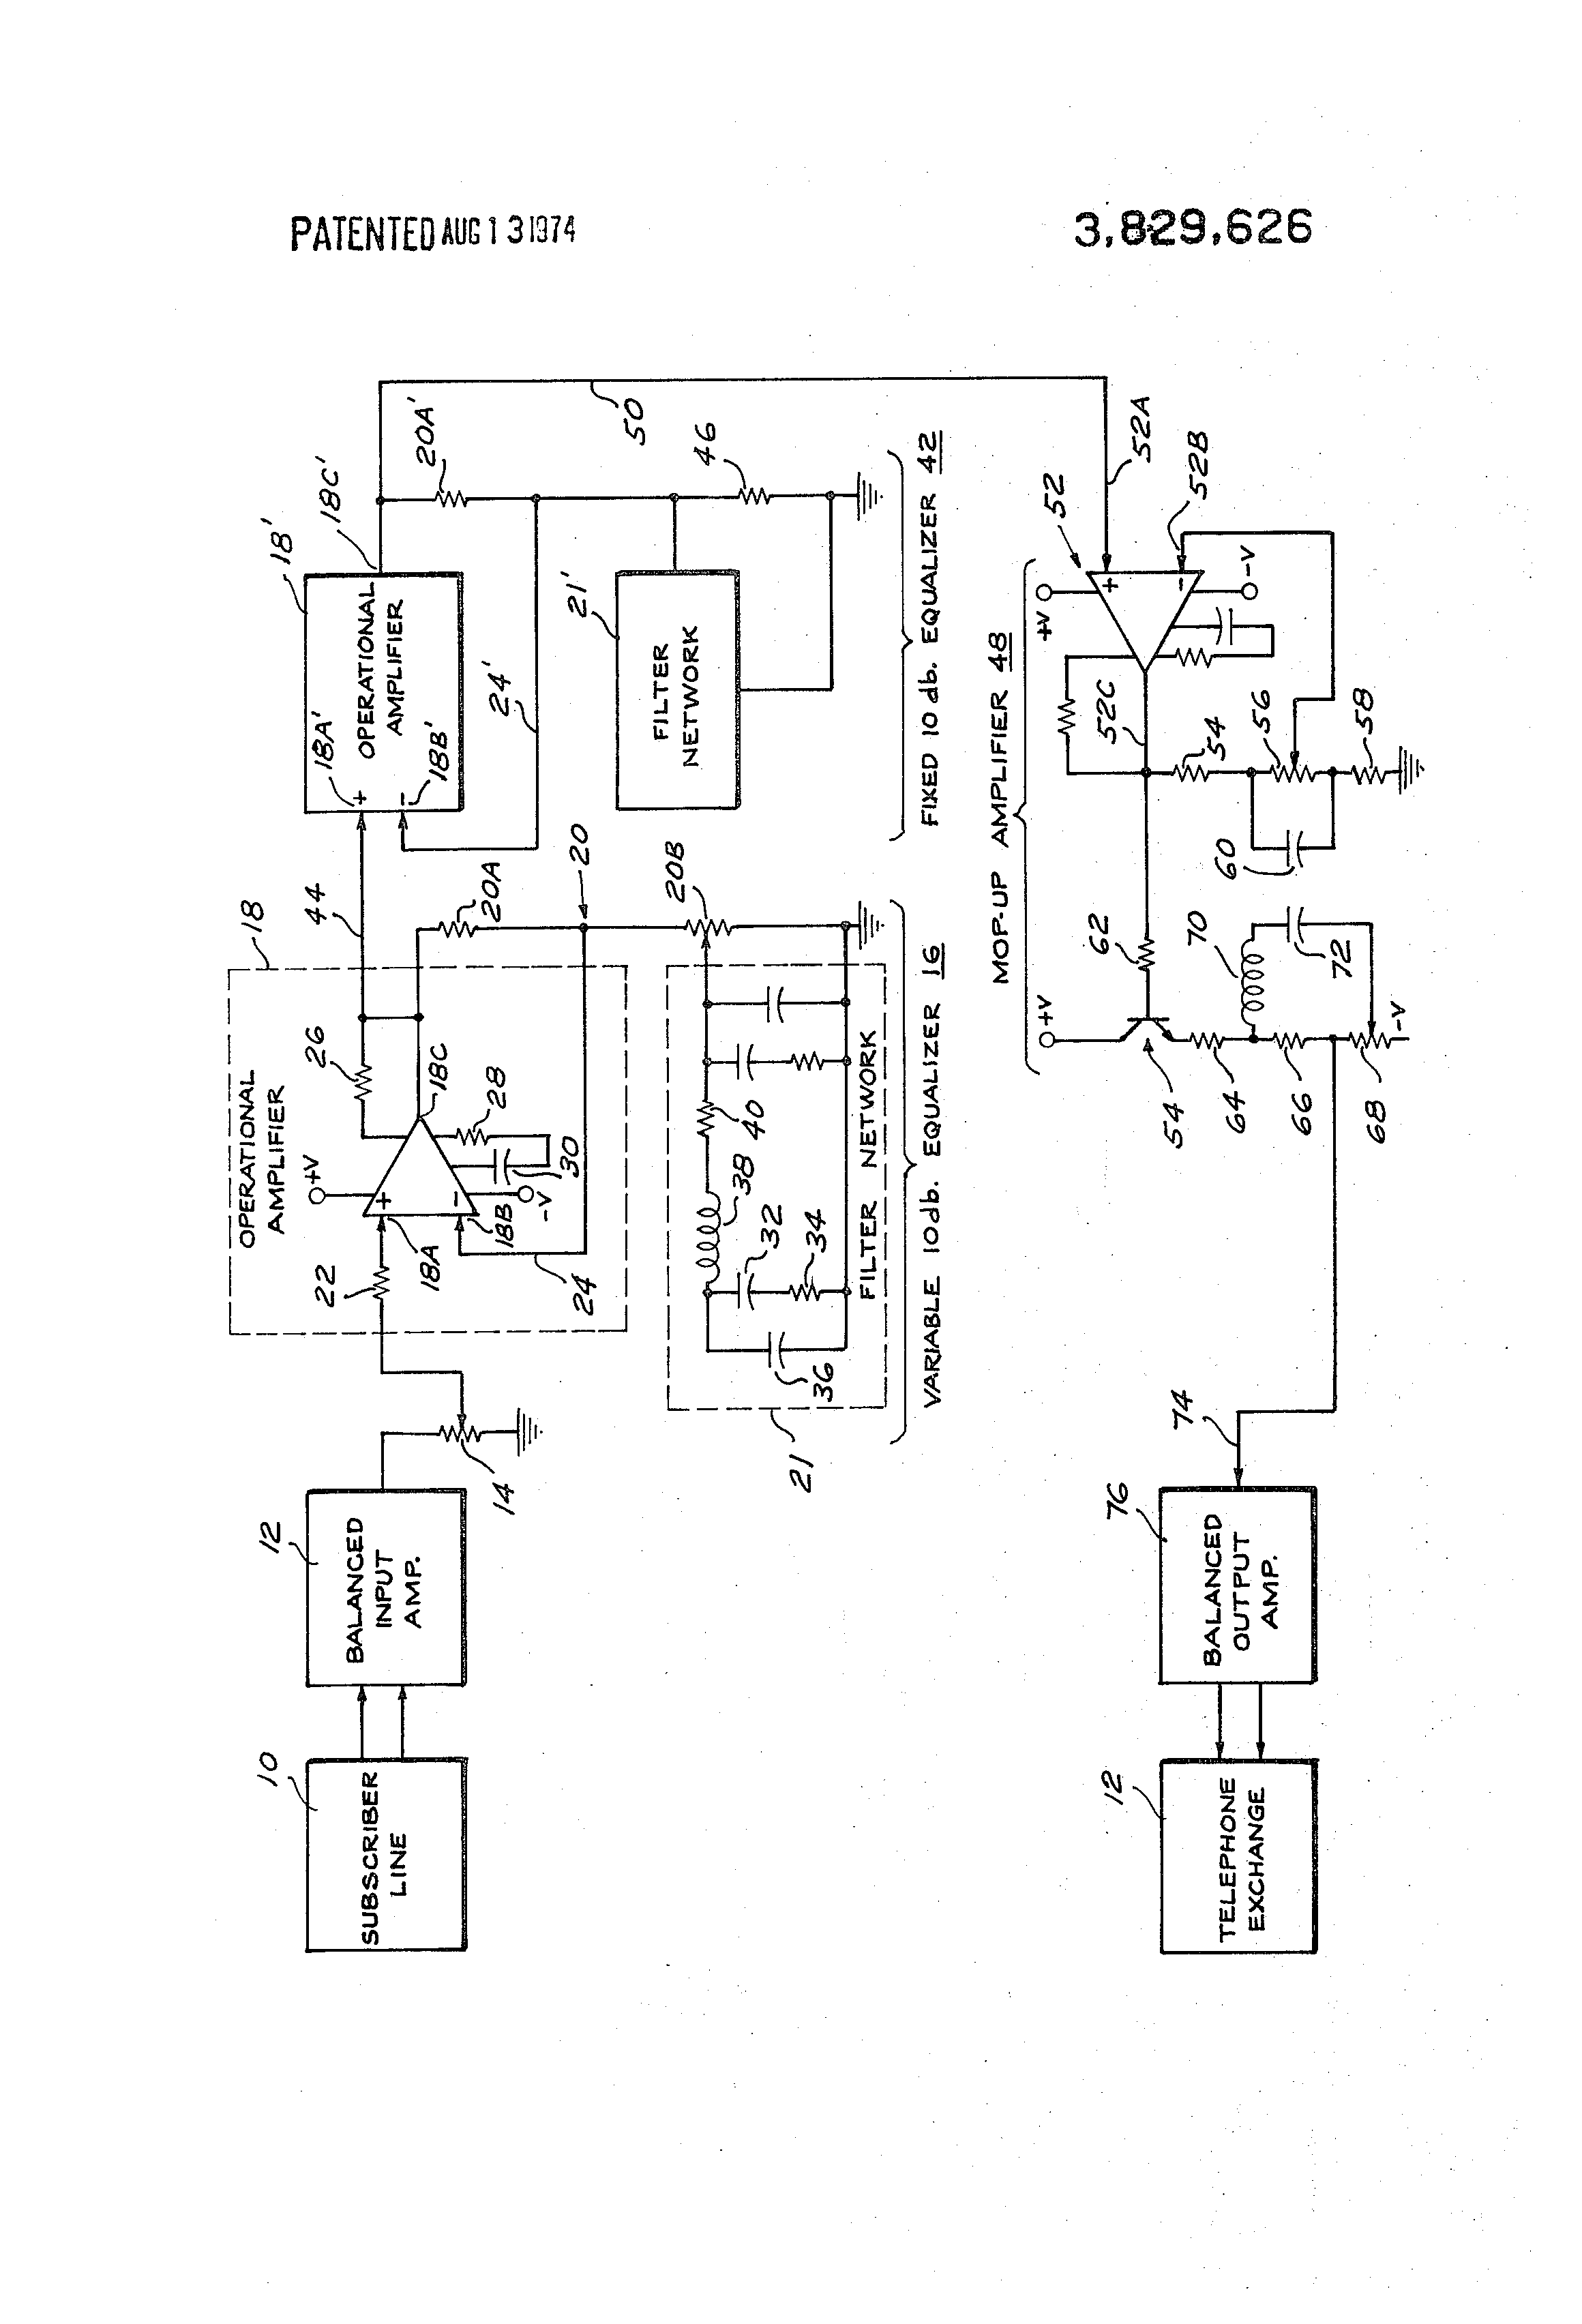 PATENTED AUG 13 1974
3,829,626
10
SUBSCRIBER
LINE
12
BALANCED
INPUT
AMP.
14
OPERATIONAL
AMPLIFIER
18
22
18A
+V
+
−
18B
-V
24
26
18C
28
30
44
20A
20
20B
21
36
32
34
38
40
FILTER NETWORK
VARIABLE 10db. EQUALIZER 16
18'
18A'
+
−
18B'
OPERATIONAL
AMPLIFIER
18C'
20A'
24'
21'
FILTER
NETWORK
46
50
FIXED 10 db. EQUALIZER 42
MOP-UP AMPLIFIER 48
+V
52
52A
+
−
52B
-V
52C
54
56
58
60
62
+V
54
64
66
68
-V
70
72
74
76
BALANCED
OUTPUT
AMP.
12
TELEPHONE
EXCHANGE